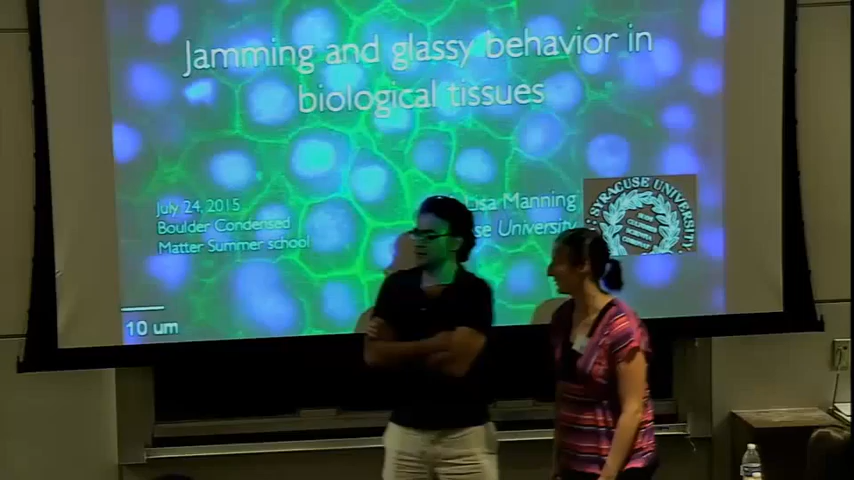 Jamming and glassy behavior in
biological tissues
July 24, 2015
Boulder Condensed
Matter Summer school
Lisa Manning
University
SYRACUSE UNIVERSITY
10 um